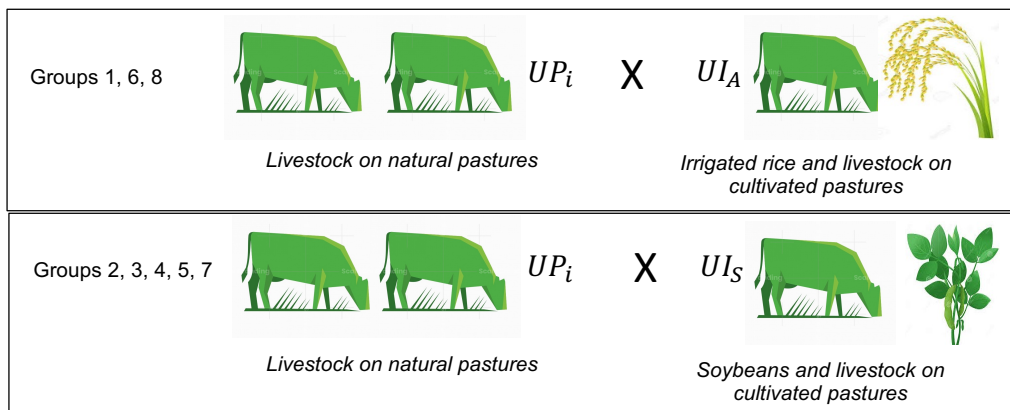 Groups 1, 6, 8
UP_i X UI_A
Livestock on natural pastures
Irrigated rice and livestock on
cultivated pastures
Groups 2, 3, 4, 5, 7
UP_i X UI_S
Livestock on natural pastures
Soybeans and livestock on
cultivated pastures